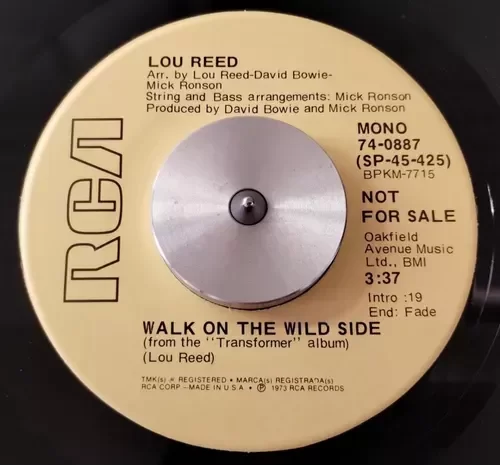 LOU REED
Arr. by Lou Reed-David Bowie-
Mick Ronson
String and Bass arrangements: Mick Ronson
Produced by David Bowie and Mick Ronson
RCA
MONO
74-0887
(SP-45-425)
BPKM-7715
NOT
FOR SALE
Oakfield
Avenue Music
Ltd., BMI
3:37
Intro :19
End: Fade
WALK ON THE WILD SIDE
(from the "Transformer" album)
(Lou Reed)
TMK(s) ® REGISTERED • MARCA(s) REGISTRADA(s)
RCA CORP—MADE IN U.S.A. • ℗ 1973 RCA RECORDS